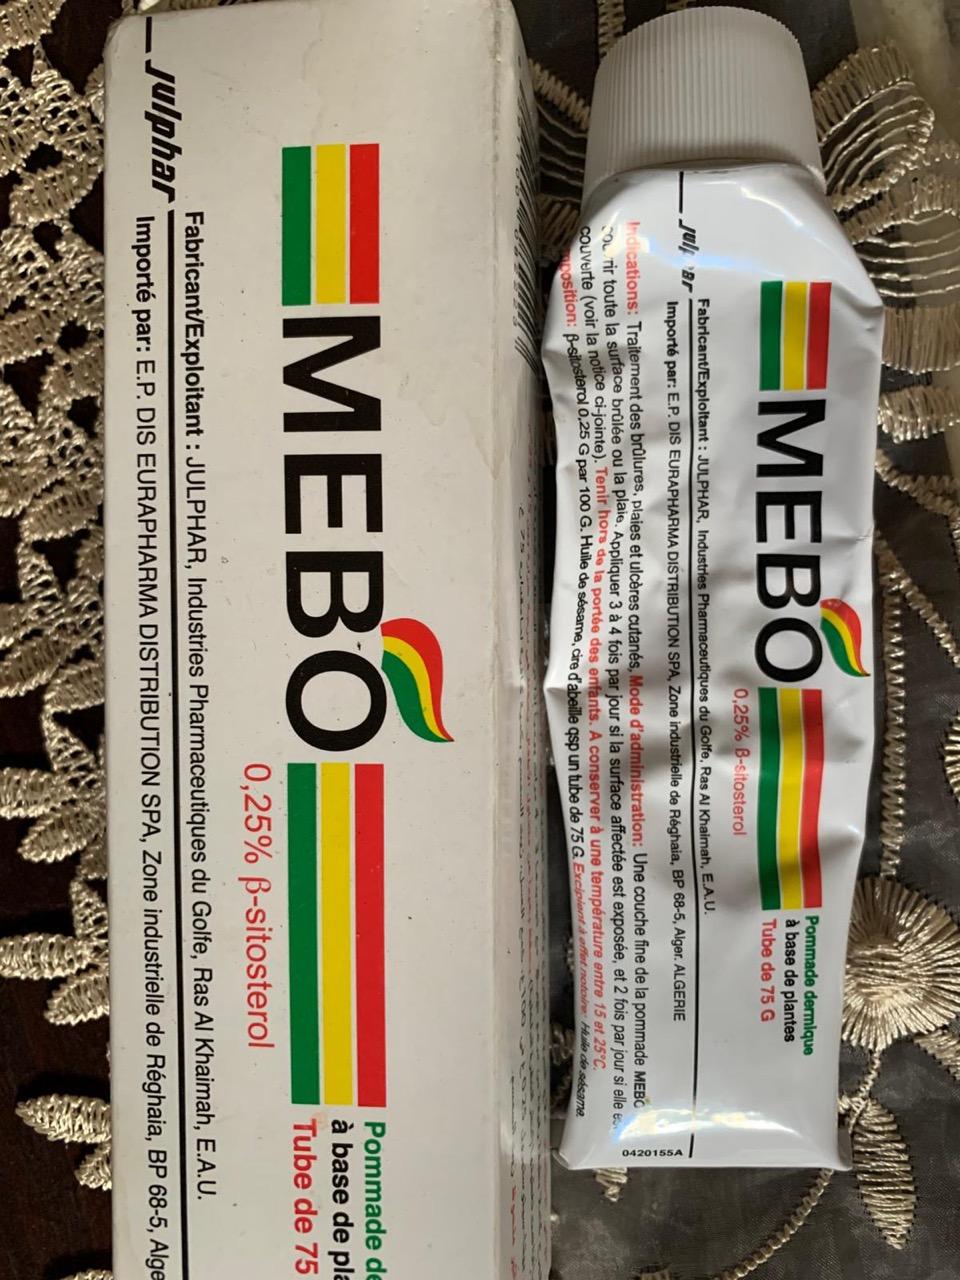 Julphar
MEBO
Pommade de
à base de pla
Tube de 75
0,25% β-sitosterol
Fabricant/Exploitant : JULPHAR, Industries Pharmaceutiques du Golfe, Ras Al Khaimah, E.A.U.
Importé par: E.P. DIS EURAPHARMA DISTRIBUTION SPA, Zone industrielle de Réghaia, BP 68-5, Alge
MEBO
Pommade dermique
à base de plantes
Tube de 75 G
0,25% β-sitosterol
Julphar
Fabricant/Exploitant : JULPHAR, Industries Pharmaceutiques du Golfe, Ras Al Khaimah, E.A.U.
Importé par: E.P. DIS EURAPHARMA DISTRIBUTION SPA, Zone industrielle de Réghaia, BP 68-5, Alger. ALGERIE
Indications: Traitement des brûlures, plaies et ulcères cutanés, Mode d'administration: Une couche fine de la pommade MEBO
couvrir toute la surface brûlée ou la plaie. Appliquer 3 à 4 fois par jour si la surface affectée est exposée, et 2 fois par jour si elle es
couverte (voir la notice ci-jointe). Tenir hors de la portée des enfants. A conserver à une température entre 15 et 25°C.
mposition: β-sitosterol 0,25 G par 100 G. Huile de sésame, cire d'abeille qsp un tube de 75 G. Excipient à effet notoire: Huile de sésame.
0420155A